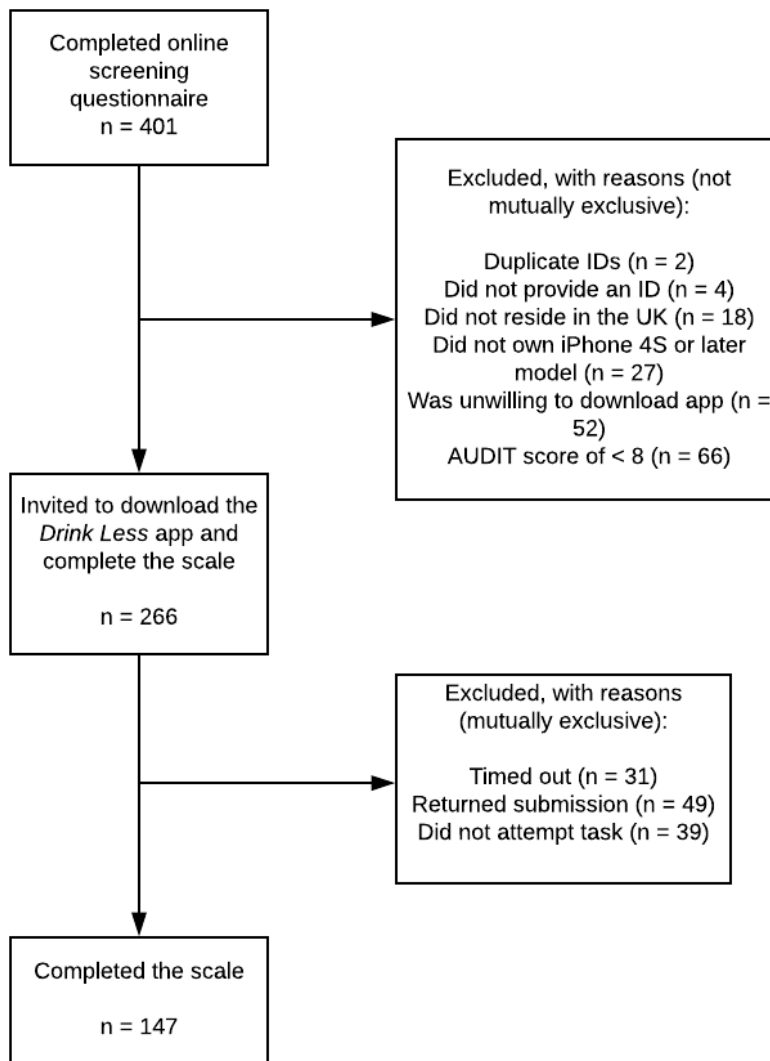 Completed online
screening
questionnaire
n = 401
Excluded, with reasons (not
mutually exclusive):
Duplicate IDs (n = 2)
Did not provide an ID (n = 4)
Did not reside in the UK (n = 18)
Did not own iPhone 4S or later
model (n = 27)
Was unwilling to download app (n =
52)
AUDIT score of < 8 (n = 66)
Invited to download the
Drink Less app and
complete the scale
n = 266
Excluded, with reasons
(mutually exclusive):
Timed out (n = 31)
Returned submission (n = 49)
Did not attempt task (n = 39)
Completed the scale
n = 147